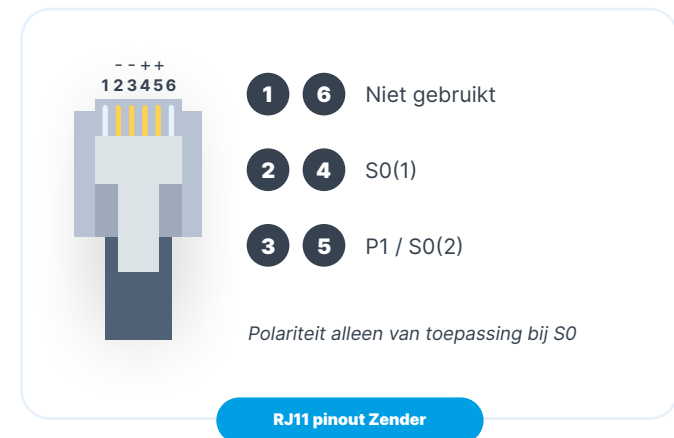 - - + +
1 2 3 4 5 6
1 6 Niet gebruikt
2 4 S0(1)
3 5 P1 / S0(2)
Polariteit alleen van toepassing bij S0
RJ11 pinout Zender